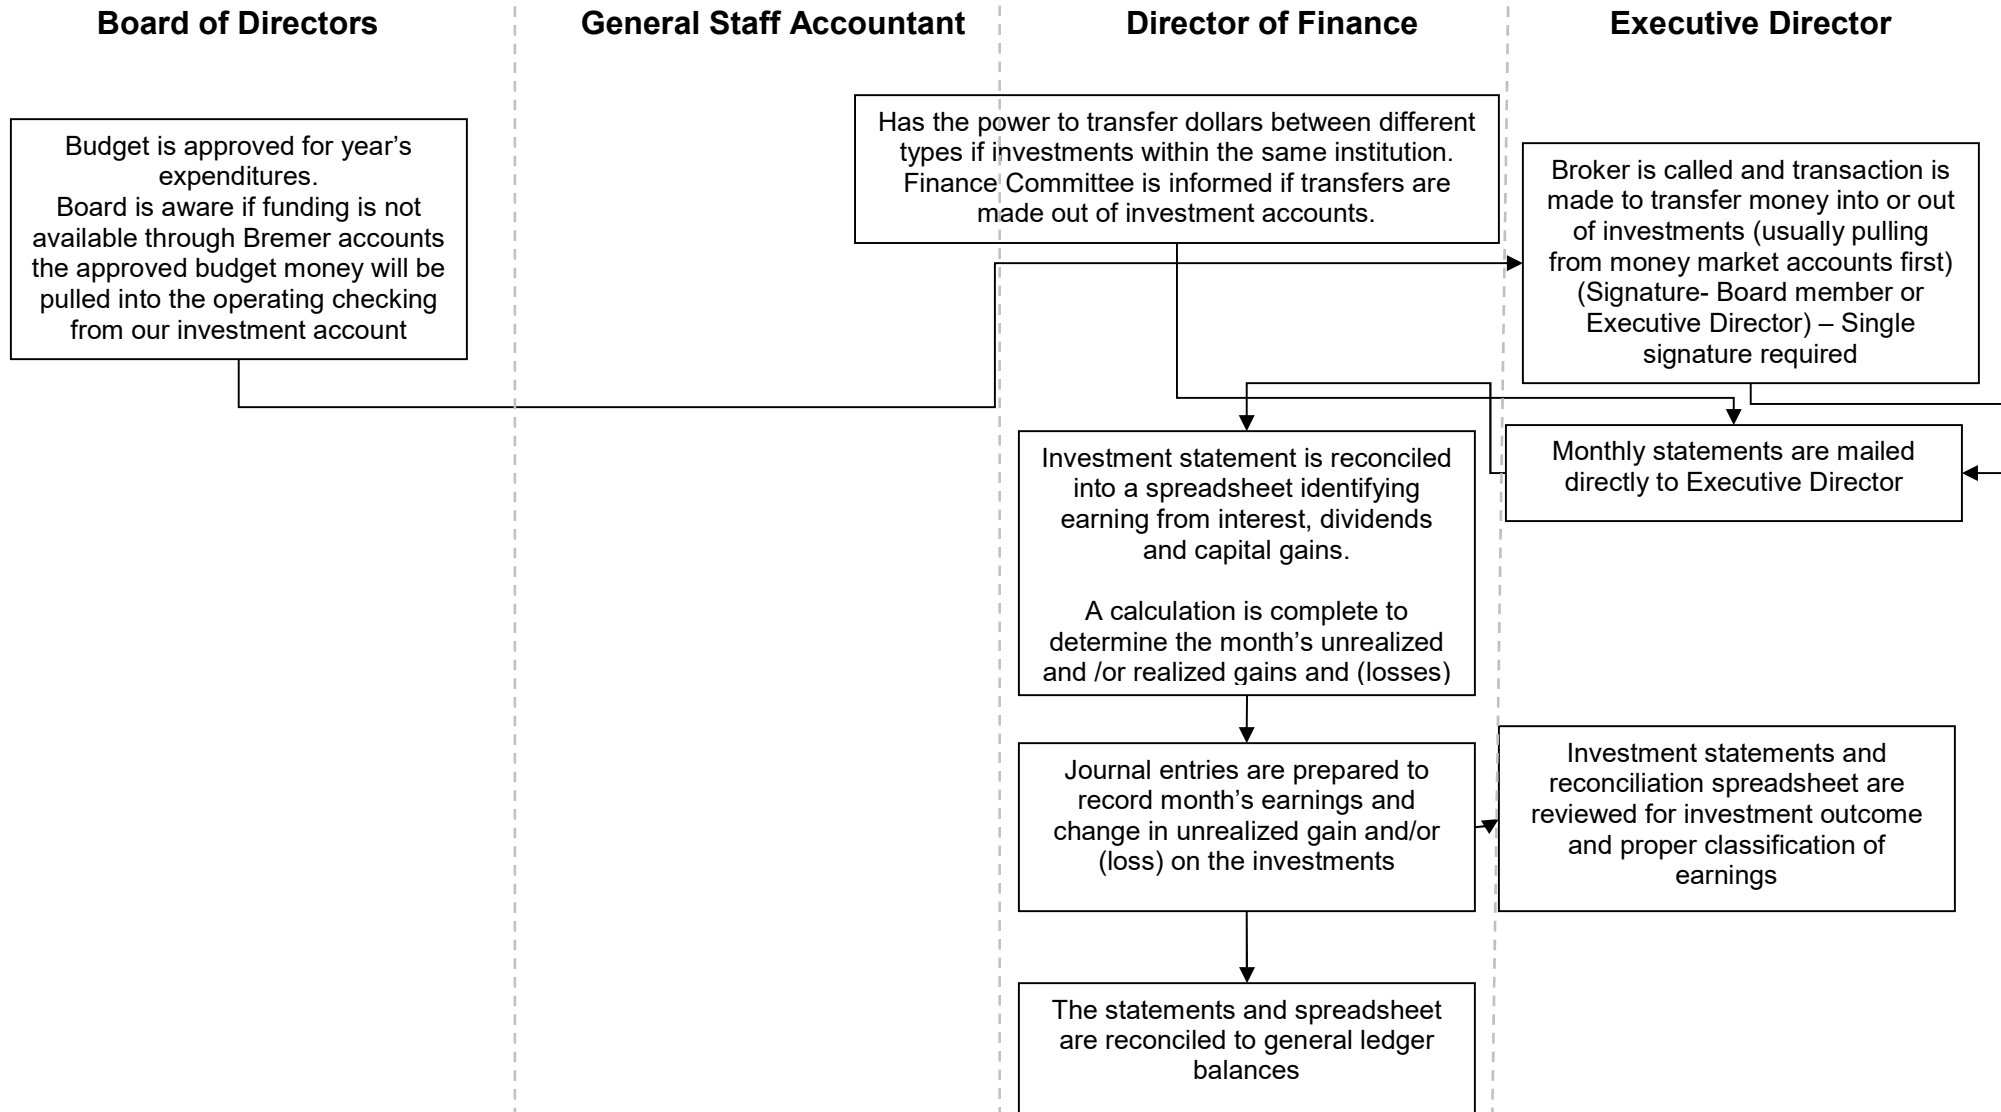 Board of Directors
General Staff Accountant
Director of Finance
Executive Director
Budget is approved for year’s
expenditures.
Board is aware if funding is not
available through Bremer accounts
the approved budget money will be
pulled into the operating checking
from our investment account
Has the power to transfer dollars between different
types if investments within the same institution.
Finance Committee is informed if transfers are
made out of investment accounts.
Broker is called and transaction is
made to transfer money into or out
of investments (usually pulling
from money market accounts first)
(Signature- Board member or
Executive Director) – Single
signature required
Monthly statements are mailed
directly to Executive Director
Investment statement is reconciled
into a spreadsheet identifying
earning from interest, dividends
and capital gains.
A calculation is complete to
determine the month’s unrealized
and /or realized gains and (losses)
Journal entries are prepared to
record month’s earnings and
change in unrealized gain and/or
(loss) on the investments
Investment statements and
reconciliation spreadsheet are
reviewed for investment outcome
and proper classification of
earnings
The statements and spreadsheet
are reconciled to general ledger
balances